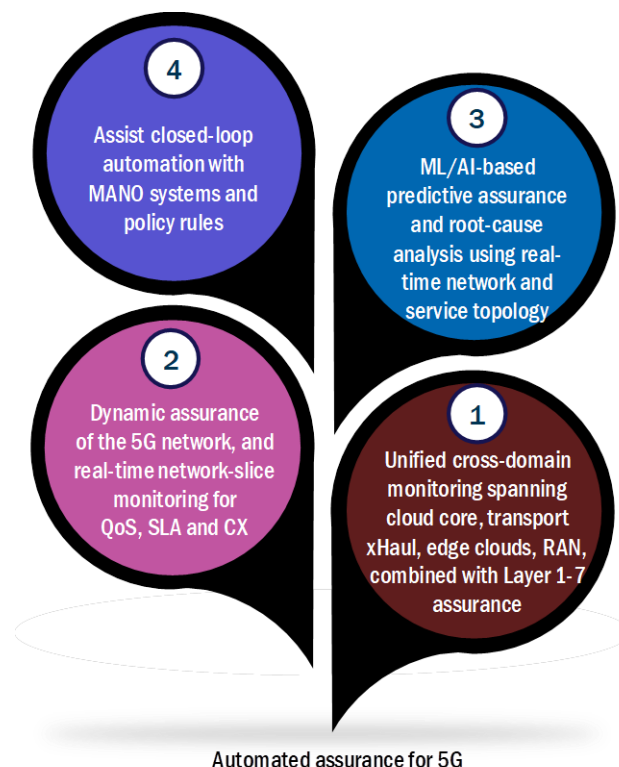 4
Assist closed-loop
automation with
MANO systems and
policy rules
3
ML/AI-based
predictive assurance
and root-cause
analysis using real-
time network and
service topology
2
Dynamic assurance
of the 5G network, and
real-time network-slice
monitoring for
QoS, SLA and CX
1
Unified cross-domain
monitoring spanning
cloud core, transport
xHaul, edge clouds, RAN,
combined with Layer 1-7
assurance
Automated assurance for 5G